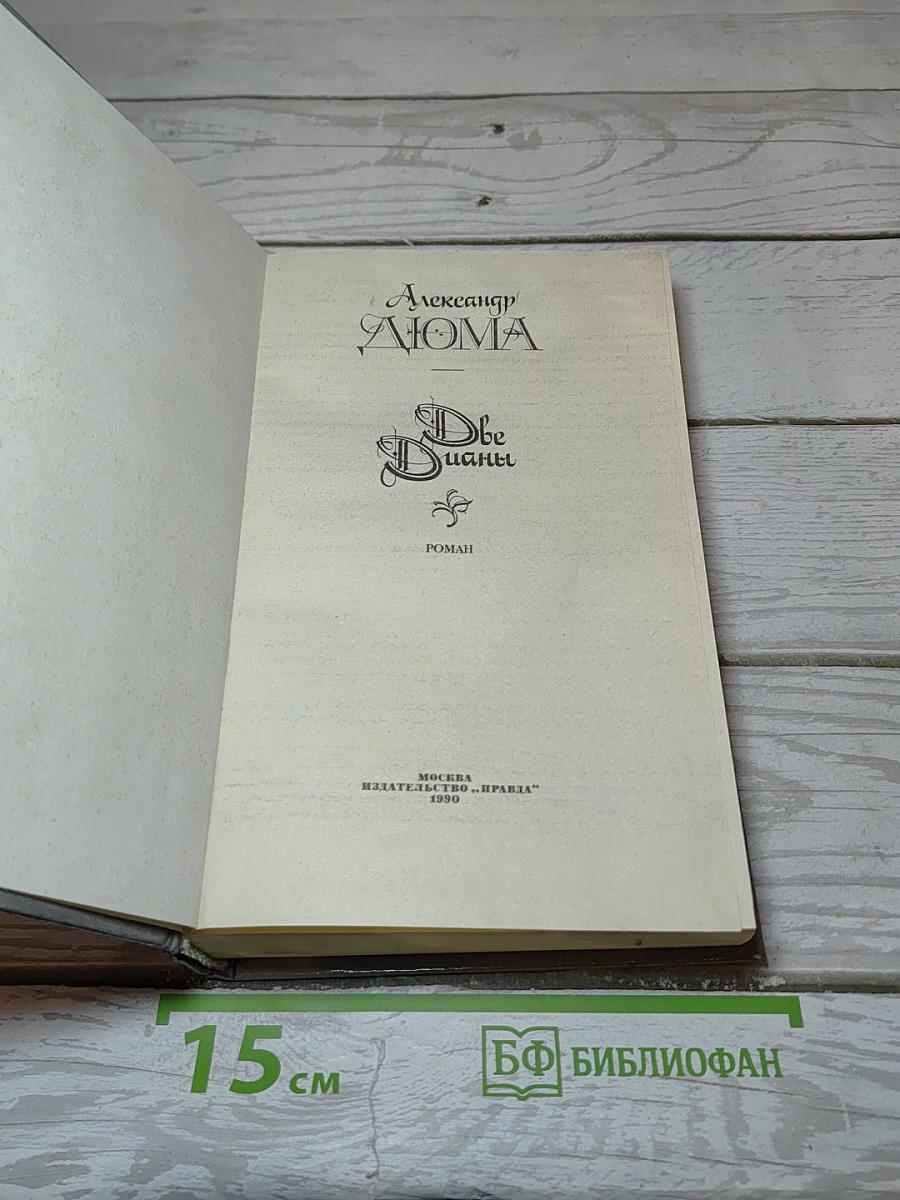 Александр
ДЮМА
Две
Дианы
РОМАН
МОСКВА
ИЗДАТЕЛЬСТВО „ПРАВДА“
1990
15 см
БФ БИБЛИОФАН